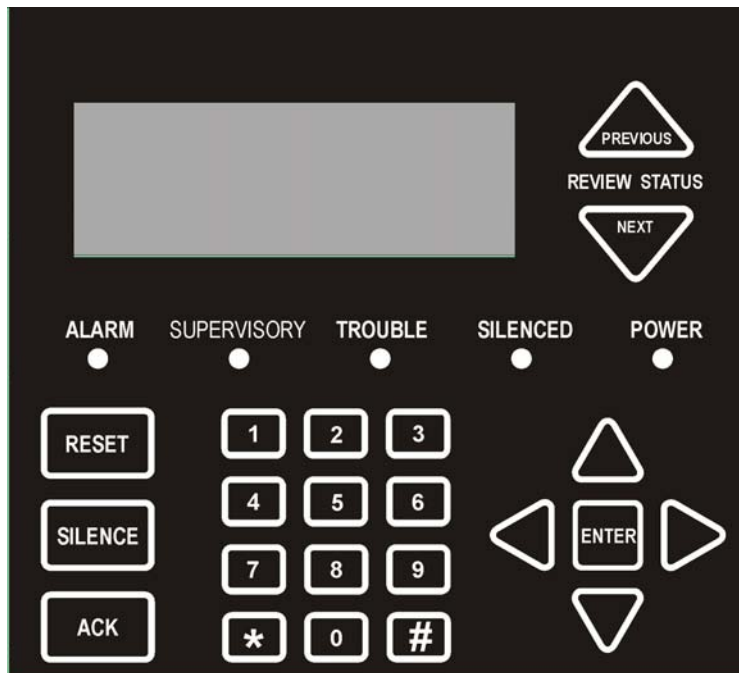 PREVIOUS
REVIEW STATUS
NEXT
ALARM SUPERVISORY TROUBLE SILENCED POWER
RESET 1 2 3
SILENCE 4 5 6 ENTER
7 8 9
ACK * 0 #